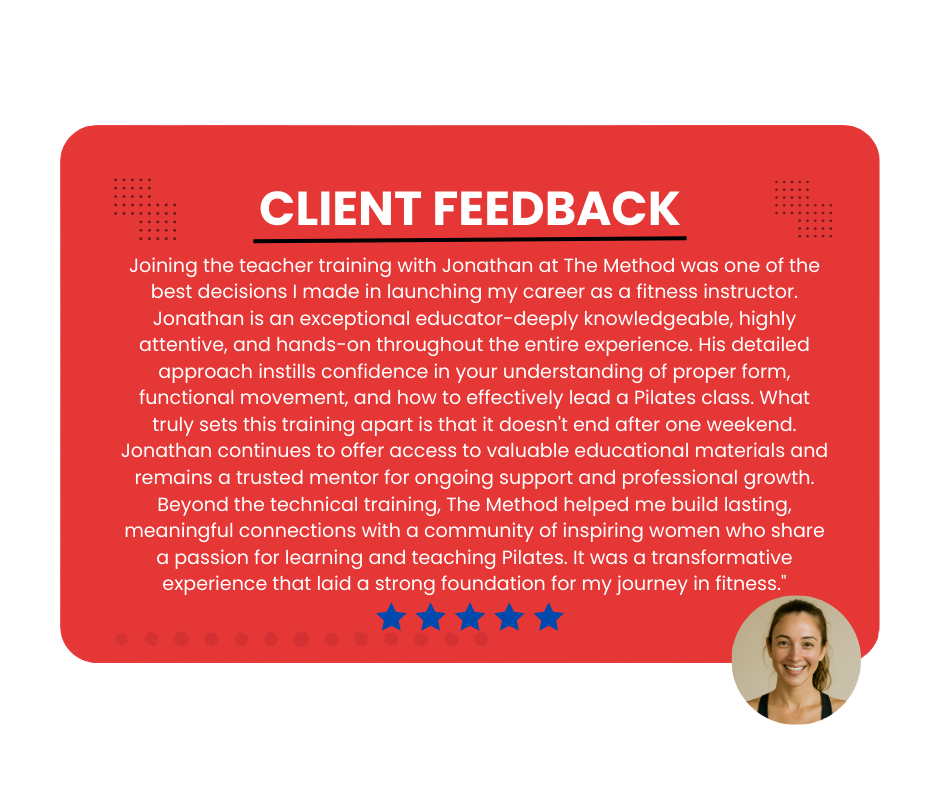 CLIENT FEEDBACK
Joining the teacher training with Jonathan at The Method was one of the
best decisions I made in launching my career as a fitness instructor.
Jonathan is an exceptional educator-deeply knowledgeable, highly
attentive, and hands-on throughout the entire experience. His detailed
approach instills confidence in your understanding of proper form,
functional movement, and how to effectively lead a Pilates class. What
truly sets this training apart is that it doesn't end after one weekend.
Jonathan continues to offer access to valuable educational materials and
remains a trusted mentor for ongoing support and professional growth.
Beyond the technical training, The Method helped me build lasting,
meaningful connections with a community of inspiring women who share
a passion for learning and teaching Pilates. It was a transformative
experience that laid a strong foundation for my journey in fitness."